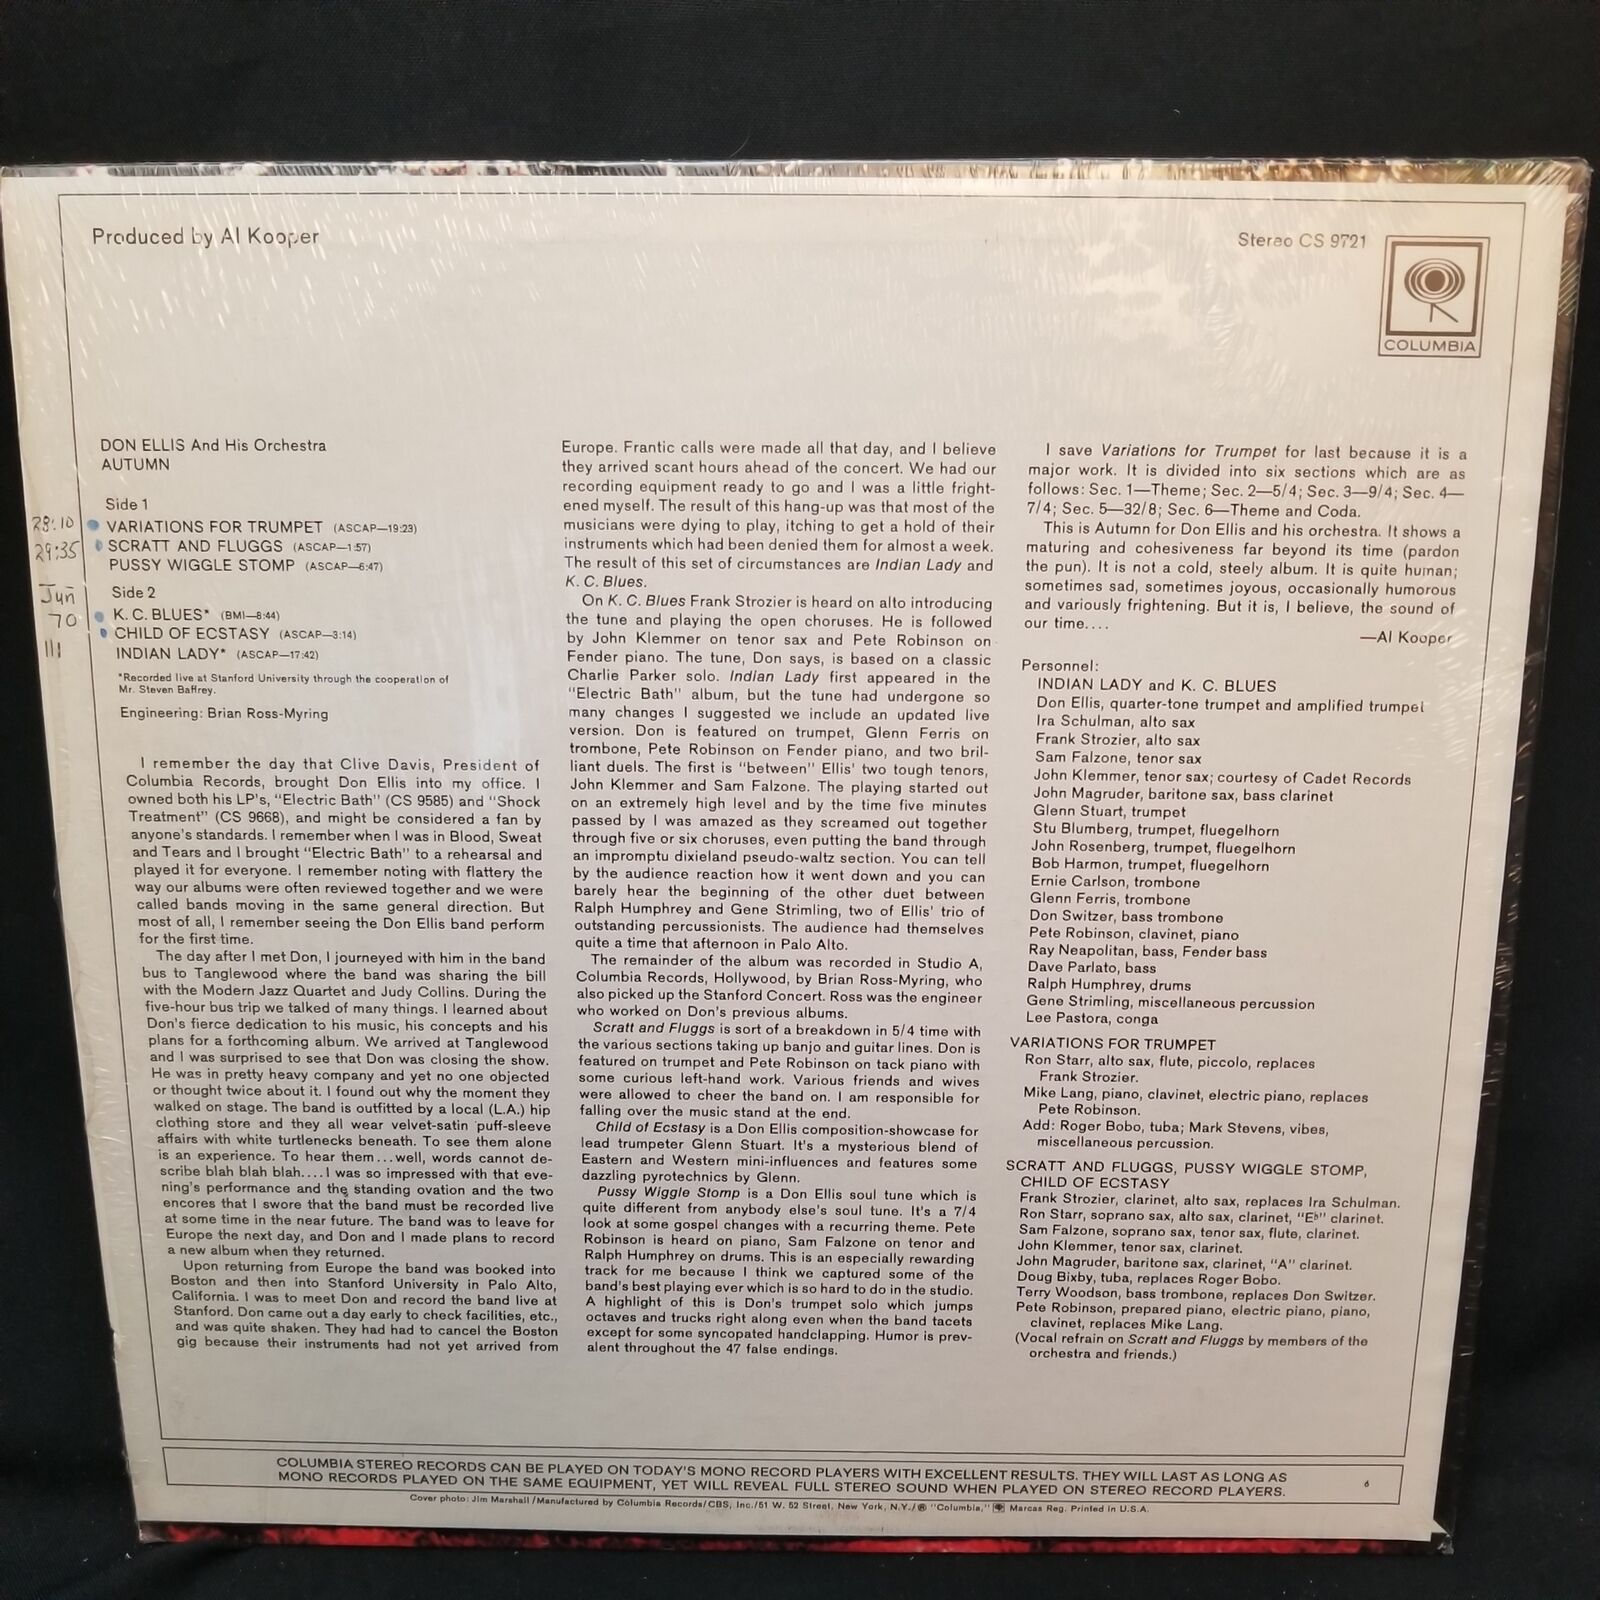 Produced by Al Kooper
Stereo CS 9721
COLUMBIA
DON ELLIS And His Orchestra
AUTUMN
Side 1
28:10
VARIATIONS FOR TRUMPET (ASCAP—19:23)
29:35
SCRATT AND FLUGGS (ASCAP—1:57)
PUSSY WIGGLE STOMP (ASCAP—6:47)
Jun
Side 2
70
K. C. BLUES* (BMI—8:44)
CHILD OF ECSTASY (ASCAP—3:14)
111
INDIAN LADY* (ASCAP—17:42)
*Recorded live at Stanford University through the cooperation of
Mr. Steven Baffrey.
Engineering: Brian Ross-Myring
I remember the day that Clive Davis, President of
Columbia Records, brought Don Ellis into my office. I
owned both his LP's, "Electric Bath" (CS 9585) and "Shock
Treatment" (CS 9668), and might be considered a fan by
anyone's standards. I remember when I was in Blood, Sweat
and Tears and I brought "Electric Bath" to a rehearsal and
played it for everyone. I remember noting with flattery the
way our albums were often reviewed together and we were
called bands moving in the same general direction. But
most of all, I remember seeing the Don Ellis band perform
for the first time.
The day after I met Don, I journeyed with him in the band
bus to Tanglewood where the band was sharing the bill
with the Modern Jazz Quartet and Judy Collins. During the
five-hour bus trip we talked of many things. I learned about
Don's fierce dedication to his music, his concepts and his
plans for a forthcoming album. We arrived at Tanglewood
and I was surprised to see that Don was closing the show.
He was in pretty heavy company and yet no one objected
or thought twice about it. I found out why the moment they
walked on stage. The band is outfitted by a local (L.A.) hip
clothing store and they all wear velvet-satin puff-sleeve
affairs with white turtlenecks beneath. To see them alone
is an experience. To hear them...well, words cannot de-
scribe blah blah blah.... I was so impressed with that eve-
ning's performance and the standing ovation and the two
encores that I swore that the band must be recorded live
at some time in the near future. The band was to leave for
Europe the next day, and Don and I made plans to record
a new album when they returned.
Upon returning from Europe the band was booked into
Boston and then into Stanford University in Palo Alto,
California. I was to meet Don and record the band live at
Stanford. Don came out a day early to check facilities, etc.,
and was quite shaken. They had had to cancel the Boston
gig because their instruments had not yet arrived from
Europe. Frantic calls were made all that day, and I believe
they arrived scant hours ahead of the concert. We had our
recording equipment ready to go and I was a little fright-
ened myself. The result of this hang-up was that most of the
musicians were dying to play, itching to get a hold of their
instruments which had been denied them for almost a week.
The result of this set of circumstances are Indian Lady and
K. C. Blues.
On K. C. Blues Frank Strozier is heard on alto introducing
the tune and playing the open choruses. He is followed
by John Klemmer on tenor sax and Pete Robinson on
Fender piano. The tune, Don says, is based on a classic
Charlie Parker solo. Indian Lady first appeared in the
"Electric Bath" album, but the tune had undergone so
many changes I suggested we include an updated live
version. Don is featured on trumpet, Glenn Ferris on
trombone, Pete Robinson on Fender piano, and two bril-
liant duels. The first is "between" Ellis' two tough tenors,
John Klemmer and Sam Falzone. The playing started out
on an extremely high level and by the time five minutes
passed by I was amazed as they screamed out together
through five or six choruses, even putting the band through
an impromptu dixieland pseudo-waltz section. You can tell
by the audience reaction how it went down and you can
barely hear the beginning of the other duet between
Ralph Humphrey and Gene Strimling, two of Ellis' trio of
outstanding percussionists. The audience had themselves
quite a time that afternoon in Palo Alto.
The remainder of the album was recorded in Studio A,
Columbia Records, Hollywood, by Brian Ross-Myring, who
also picked up the Stanford Concert. Ross was the engineer
who worked on Don's previous albums.
Scratt and Fluggs is sort of a breakdown in 5/4 time with
the various sections taking up banjo and guitar lines. Don is
featured on trumpet and Pete Robinson on tack piano with
some curious left-hand work. Various friends and wives
were allowed to cheer the band on. I am responsible for
falling over the music stand at the end.
Child of Ecstasy is a Don Ellis composition-showcase for
lead trumpeter Glenn Stuart. It's a mysterious blend of
Eastern and Western mini-influences and features some
dazzling pyrotechnics by Glenn.
Pussy Wiggle Stomp is a Don Ellis soul tune which is
quite different from anybody else's soul tune. It's a 7/4
look at some gospel changes with a recurring theme. Pete
Robinson is heard on piano, Sam Falzone on tenor and
Ralph Humphrey on drums. This is an especially rewarding
track for me because I think we captured some of the
band's best playing ever which is so hard to do in the studio.
A highlight of this is Don's trumpet solo which jumps
octaves and trucks right along even when the band tacets
except for some syncopated handclapping. Humor is prev-
alent throughout the 47 false endings.
I save Variations for Trumpet for last because it is a
major work. It is divided into six sections which are as
follows: Sec. 1—Theme; Sec. 2—5/4; Sec. 3—9/4; Sec. 4—
7/4; Sec. 5—32/8; Sec. 6—Theme and Coda.
This is Autumn for Don Ellis and his orchestra. It shows a
maturing and cohesiveness far beyond its time (pardon
the pun). It is not a cold, steely album. It is quite human;
sometimes sad, sometimes joyous, occasionally humorous
and variously frightening. But it is, I believe, the sound of
our time....
—Al Kooper
Personnel:
INDIAN LADY and K. C. BLUES
Don Ellis, quarter-tone trumpet and amplified trumpet
Ira Schulman, alto sax
Frank Strozier, alto sax
Sam Falzone, tenor sax
John Klemmer, tenor sax; courtesy of Cadet Records
John Magruder, baritone sax, bass clarinet
Glenn Stuart, trumpet
Stu Blumberg, trumpet, fluegelhorn
John Rosenberg, trumpet, fluegelhorn
Bob Harmon, trumpet, fluegelhorn
Ernie Carlson, trombone
Glenn Ferris, trombone
Don Switzer, bass trombone
Pete Robinson, clavinet, piano
Ray Neapolitan, bass, Fender bass
Dave Parlato, bass
Ralph Humphrey, drums
Gene Strimling, miscellaneous percussion
Lee Pastora, conga
VARIATIONS FOR TRUMPET
Ron Starr, alto sax, flute, piccolo, replaces
Frank Strozier.
Mike Lang, piano, clavinet, electric piano, replaces
Pete Robinson.
Add: Roger Bobo, tuba; Mark Stevens, vibes,
miscellaneous percussion.
SCRATT AND FLUGGS, PUSSY WIGGLE STOMP,
CHILD OF ECSTASY
Frank Strozier, clarinet, alto sax, replaces Ira Schulman.
Ron Starr, soprano sax, alto sax, clarinet, "E♭" clarinet.
Sam Falzone, soprano sax, tenor sax, flute, clarinet.
John Klemmer, tenor sax, clarinet.
John Magruder, baritone sax, clarinet, "A" clarinet.
Doug Bixby, tuba, replaces Roger Bobo.
Terry Woodson, bass trombone, replaces Don Switzer.
Pete Robinson, prepared piano, electric piano, piano,
clavinet, replaces Mike Lang.
(Vocal refrain on Scratt and Fluggs by members of the
orchestra and friends.)
COLUMBIA STEREO RECORDS CAN BE PLAYED ON TODAY'S MONO RECORD PLAYERS WITH EXCELLENT RESULTS. THEY WILL LAST AS LONG AS
MONO RECORDS PLAYED ON THE SAME EQUIPMENT, YET WILL REVEAL FULL STEREO SOUND WHEN PLAYED ON STEREO RECORD PLAYERS.
6
Cover photo: Jim Marshall/Manufactured by Columbia Records/CBS, Inc./51 W. 52 Street, New York, N.Y./® "Columbia," Marcas Reg. Printed in U.S.A.